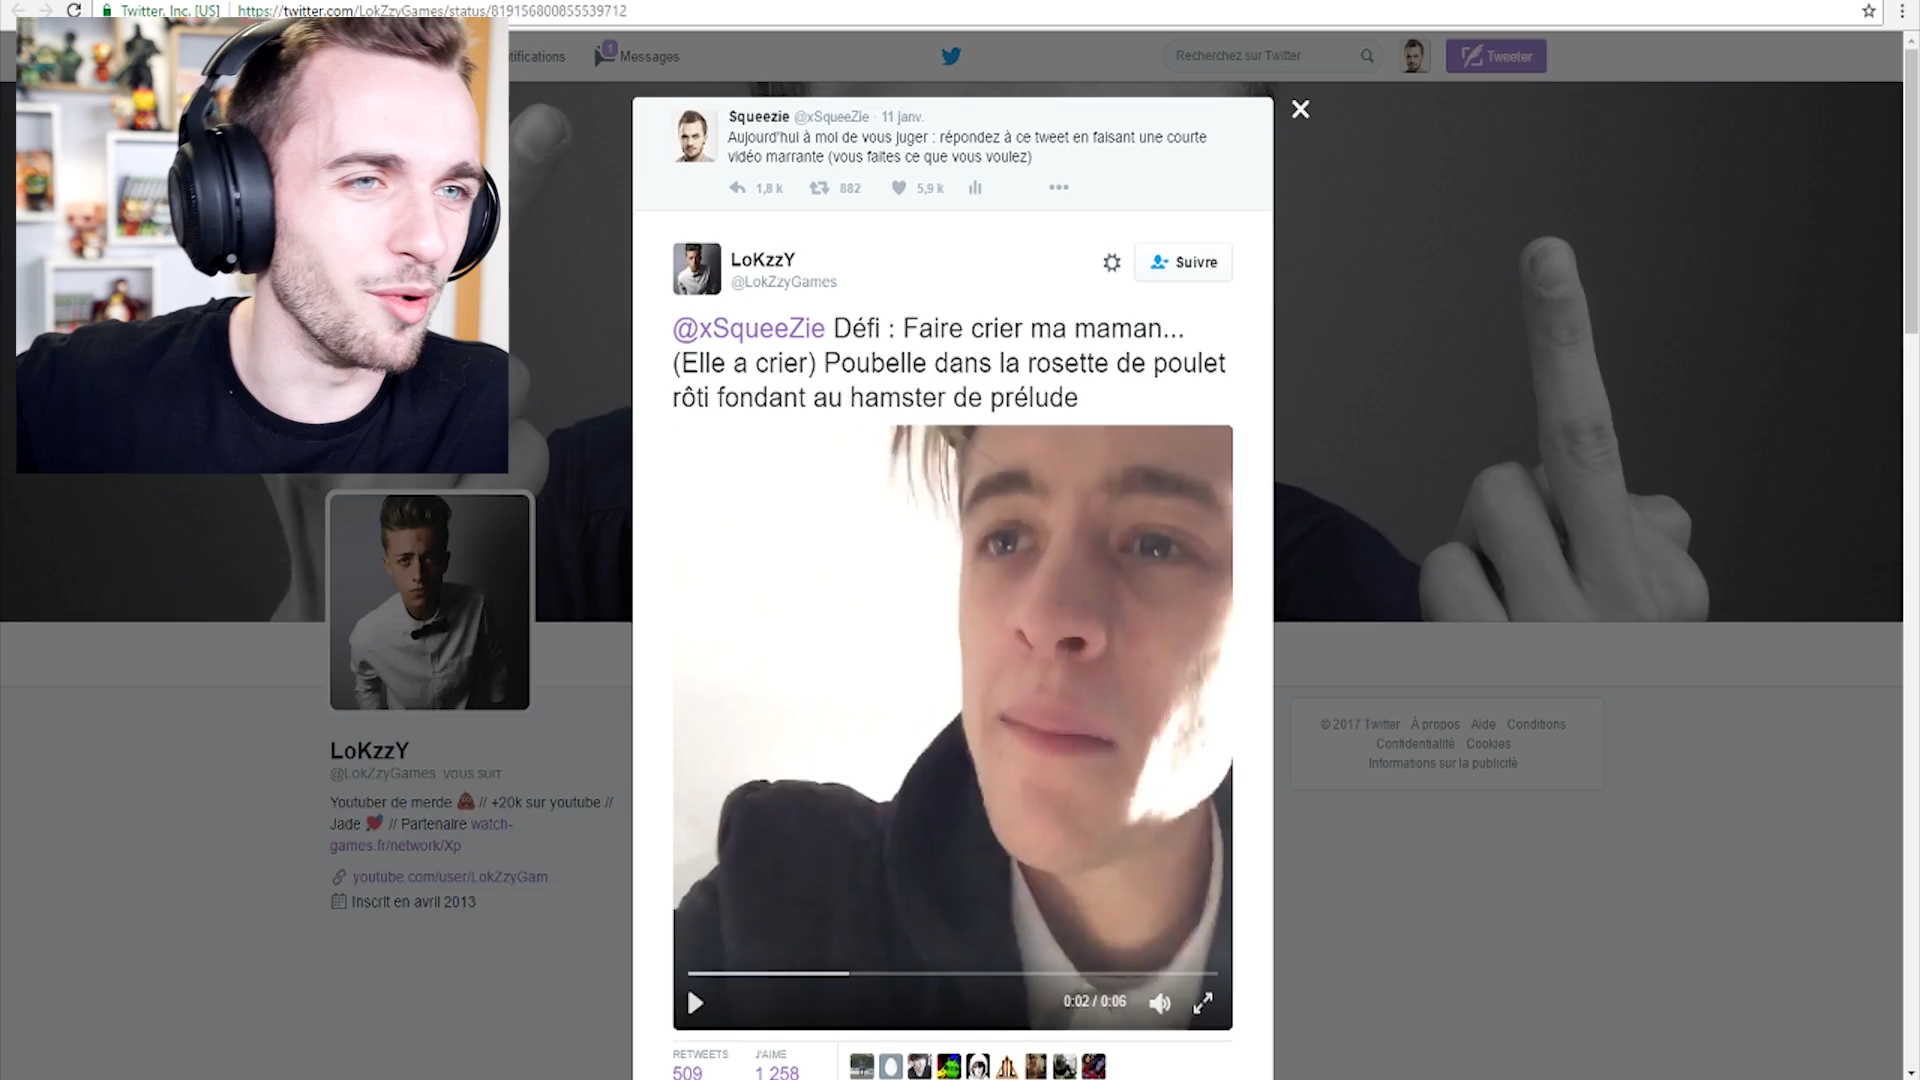 Twitter, Inc. [US]
https://twitter.com/LokZzyGames/status/819156800855539712
tifications
1
Messages
Recherchez sur Twitter
Tweeter
Squeezie @xSqueeZie · 11 janv.
Aujourd'hui à moi de vous juger : répondez à ce tweet en faisant une courte
vidéo marrante (vous faites ce que vous voulez)
1,8 k
882
5,9 k
LoKzzY
@LokZzyGames
Suivre
@xSqueeZie Défi : Faire crier ma maman...
(Elle a crier) Poubelle dans la rosette de poulet
rôti fondant au hamster de prélude
0:02 / 0:06
RETWEETS
509
J'AIME
1 258
LoKzzY
@LokZzyGames VOUS SUIT
Youtuber de merde 💩 // +20k sur youtube //
Jade 💘 // Partenaire watch-
games.fr/network/Xp
youtube.com/user/LokZzyGam...
Inscrit en avril 2013
© 2017 Twitter À propos Aide Conditions
Confidentialité Cookies
Informations sur la publicité